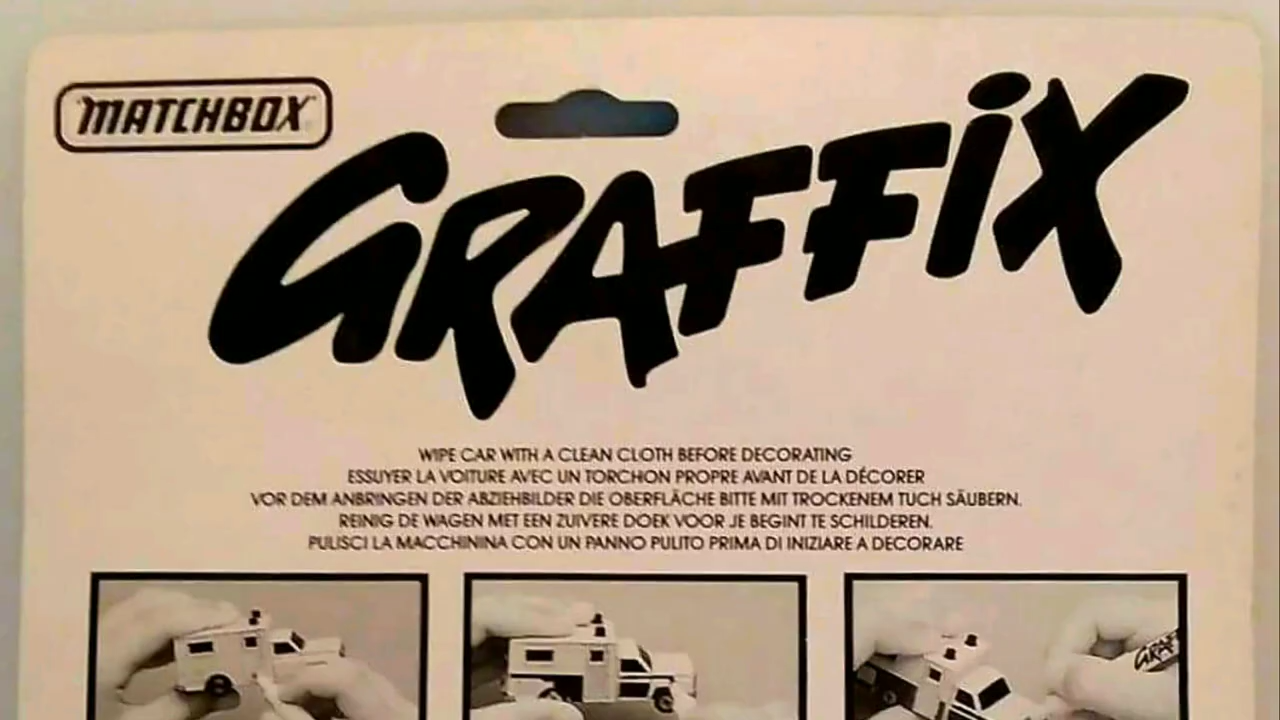 MATCHBOX
GRAFFiX
WIPE CAR WITH A CLEAN CLOTH BEFORE DECORATING
ESSUYER LA VOITURE AVEC UN TORCHON PROPRE AVANT DE LA DÉCORER
VOR DEM ANBRINGEN DER ABZIEHBILDER DIE OBERFLÄCHE BITTE MIT TROCKENEM TUCH SÄUBERN.
REINIG DE WAGEN MET EEN ZUIVERE DOEK VOOR JE BEGINT TE SCHILDEREN.
PULISCI LA MACCHININA CON UN PANNO PULITO PRIMA DI INIZIARE A DECORARE